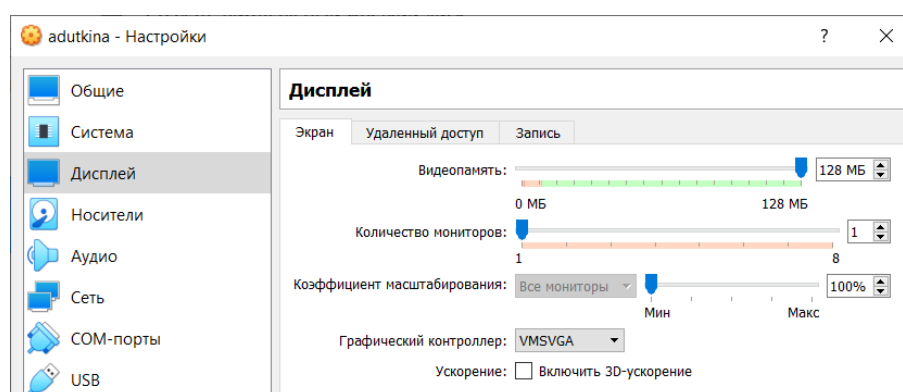 adutkina - Настройки ? ✕
Общие
Система
Дисплей
Носители
Аудио
Сеть
COM-порты
USB
Дисплей
Экран Удаленный доступ Запись
Видеопамять: 128 МБ
0 МБ 128 МБ
Количество мониторов: 1
1 8
Коэффициент масштабирования: Все мониторы 100%
Мин Макс
Графический контроллер: VMSVGA
Ускорение: Включить 3D-ускорение